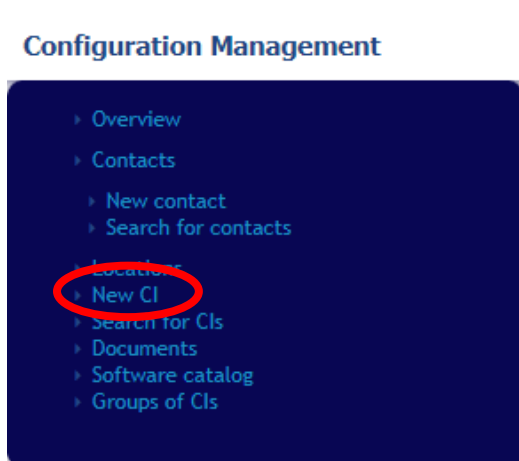 Configuration Management
Overview
Contacts
New contact
Search for contacts
Locations
New CI
Search for CIs
Documents
Software catalog
Groups of CIs